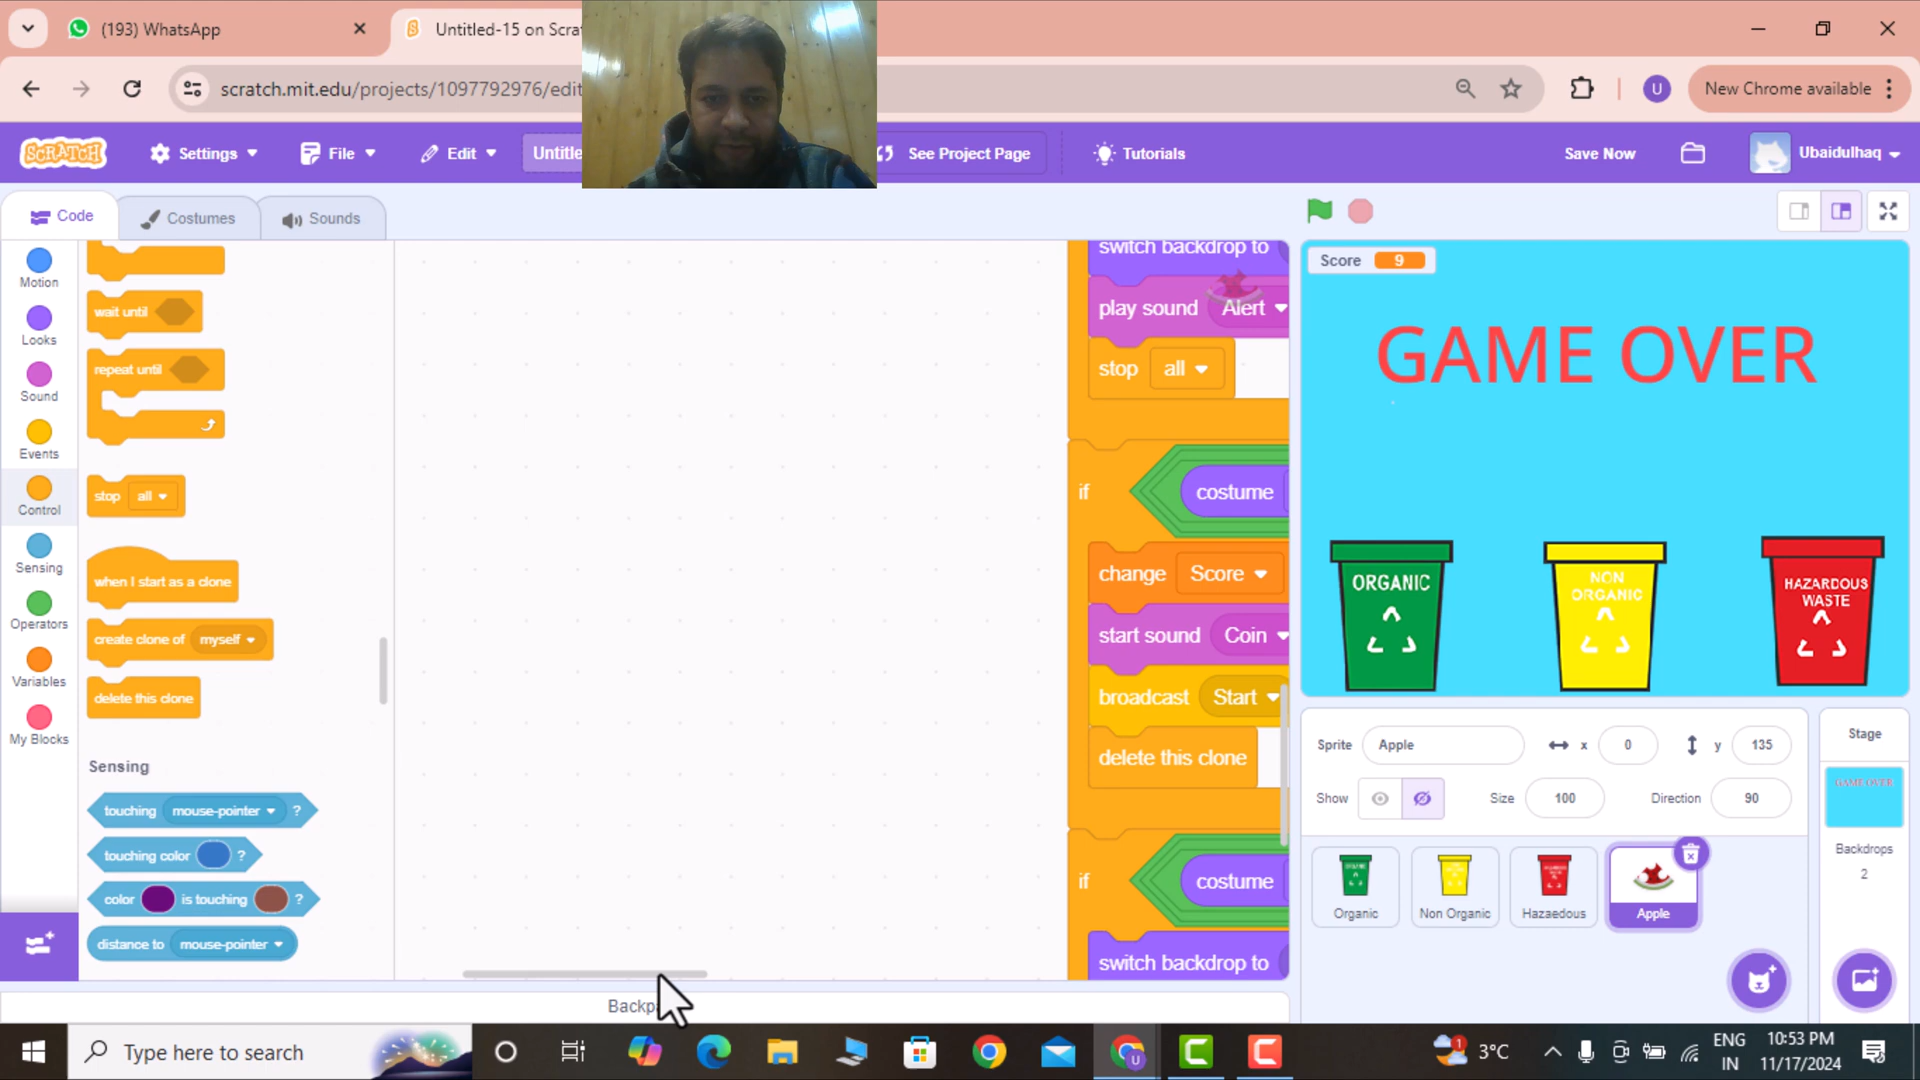 (193) WhatsApp
Untitled-15 on Scra
scratch.mit.edu/projects/1097792976/edit
U
New Chrome available
SCRATCH
Settings
File
Edit
Untitle
See Project Page
Tutorials
Save Now
Ubaidulhaq
Code
Costumes
Sounds
Motion
Looks
Sound
Events
Control
Sensing
Operators
Variables
My Blocks
wait until
repeat until
stop all
when I start as a clone
create clone of myself
delete this clone
Sensing
touching mouse-pointer ?
touching color ?
color is touching ?
distance to mouse-pointer
switch backdrop to
play sound Alert
stop all
if costume
change Score
start sound Coin
broadcast Start
delete this clone
if costume
switch backdrop to
Score 9
GAME OVER
ORGANIC
NON
ORGANIC
HAZARDOUS
WASTE
Sprite Apple x 0 y 135
Show Size 100 Direction 90
Organic
Non Organic
Hazaedous
Apple
Stage
GAME OVER
Backdrops
2
Backp
Type here to search
U
1
3°C
ENG
IN
10:53 PM
11/17/2024